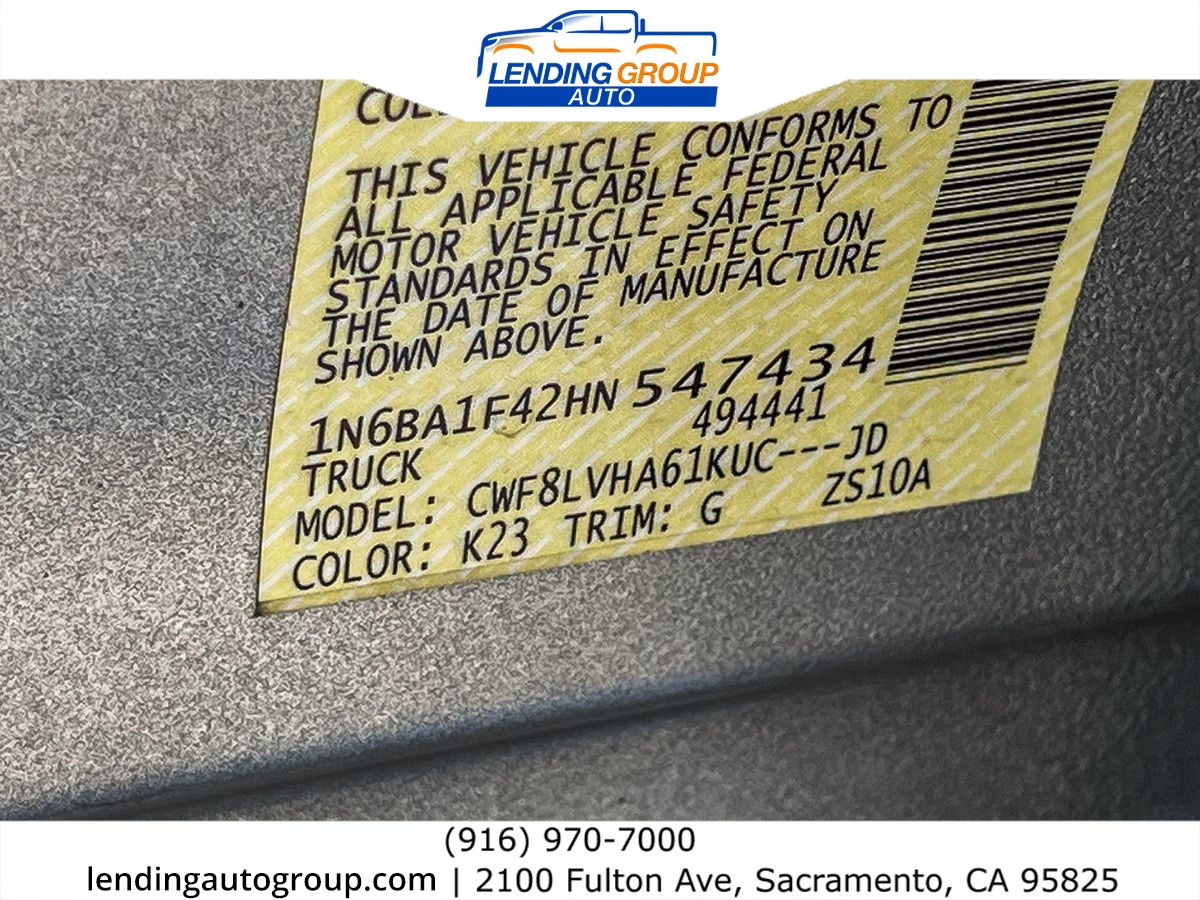 LENDING GROUP
AUTO
THIS VEHICLE CONFORMS TO
ALL APPLICABLE FEDERAL
MOTOR VEHICLE SAFETY
STANDARDS IN EFFECT ON
THE DATE OF MANUFACTURE
SHOWN ABOVE.
1N6BA1F42HN 547434
TRUCK 494441
MODEL: CWF8LVHA61KUC---JD
COLOR: K23 TRIM: G ZS10A
(916) 970-7000
lendingautogroup.com | 2100 Fulton Ave, Sacramento, CA 95825